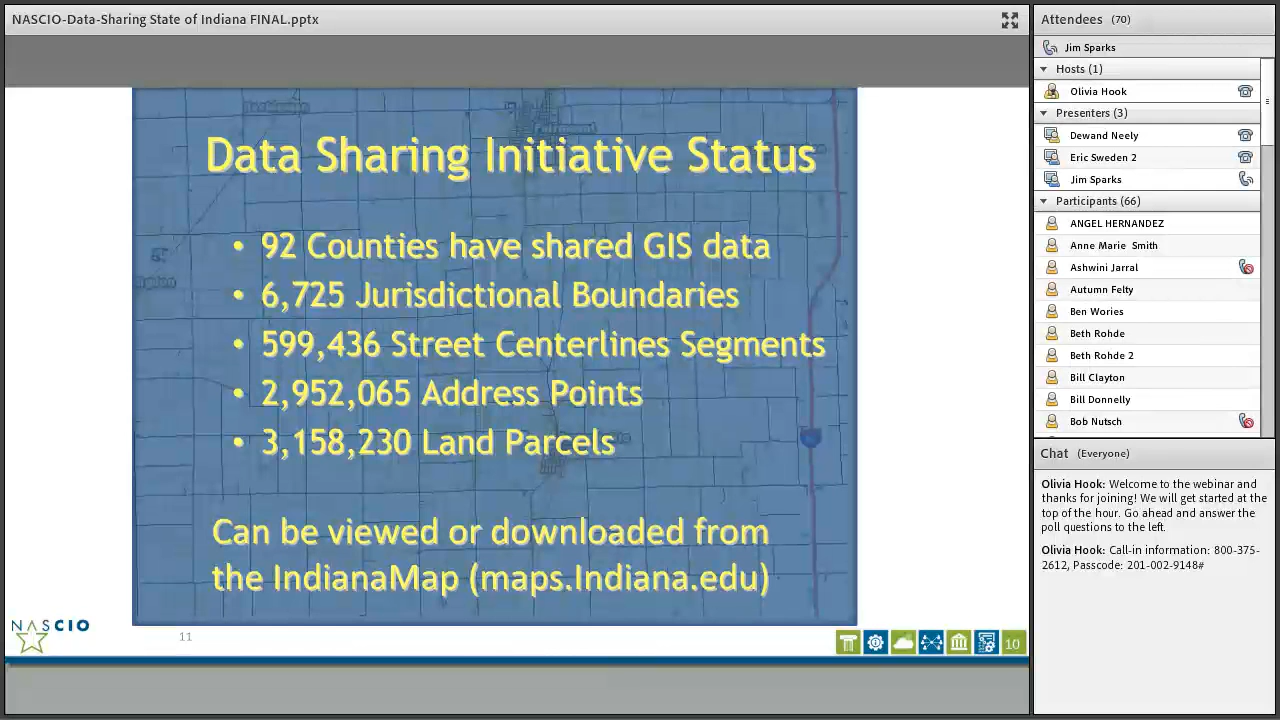 NASCIO-Data-Sharing State of Indiana FINAL.pptx
Data Sharing Initiative Status
• 92 Counties have shared GIS data
• 6,725 Jurisdictional Boundaries
• 599,436 Street Centerlines Segments
• 2,952,065 Address Points
• 3,158,230 Land Parcels
Can be viewed or downloaded from
the IndianaMap (maps.Indiana.edu)
NASCIO
11
10
Attendees (70)
Jim Sparks
Hosts (1)
Olivia Hook
Presenters (3)
Dewand Neely
Eric Sweden 2
Jim Sparks
Participants (66)
ANGEL HERNANDEZ
Anne Marie Smith
Ashwini Jarral
Autumn Felty
Ben Wories
Beth Rohde
Beth Rohde 2
Bill Clayton
Bill Donnelly
Bob Nutsch
Chat (Everyone)
Olivia Hook: Welcome to the webinar and
thanks for joining! We will get started at the
top of the hour. Go ahead and answer the
poll questions to the left.
Olivia Hook: Call-in information: 800-375-
2612, Passcode: 201-002-9148#